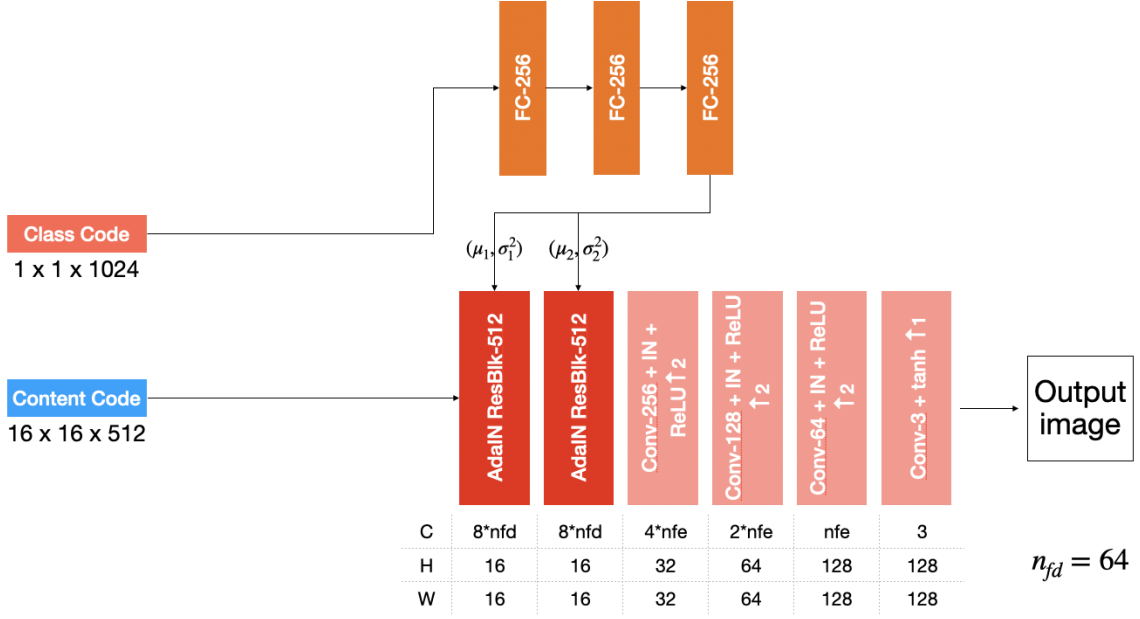 FC-256
FC-256
FC-256
Class Code
1 x 1 x 1024
(μ₁, σ₁²)
(μ₂, σ₂²)
Content Code
16 x 16 x 512
AdaIN ResBlk-512
AdaIN ResBlk-512
Conv-256 + IN +
ReLU ↑ 2
Conv-128 + IN + ReLU
↑ 2
Conv-64 + IN + ReLU
↑ 2
Conv-3 + tanh ↑ 1
Output
image
C 8*nfd 8*nfd 4*nfe 2*nfe nfe 3
H 16 16 32 64 128 128
W 16 16 32 64 128 128
n_fd = 64